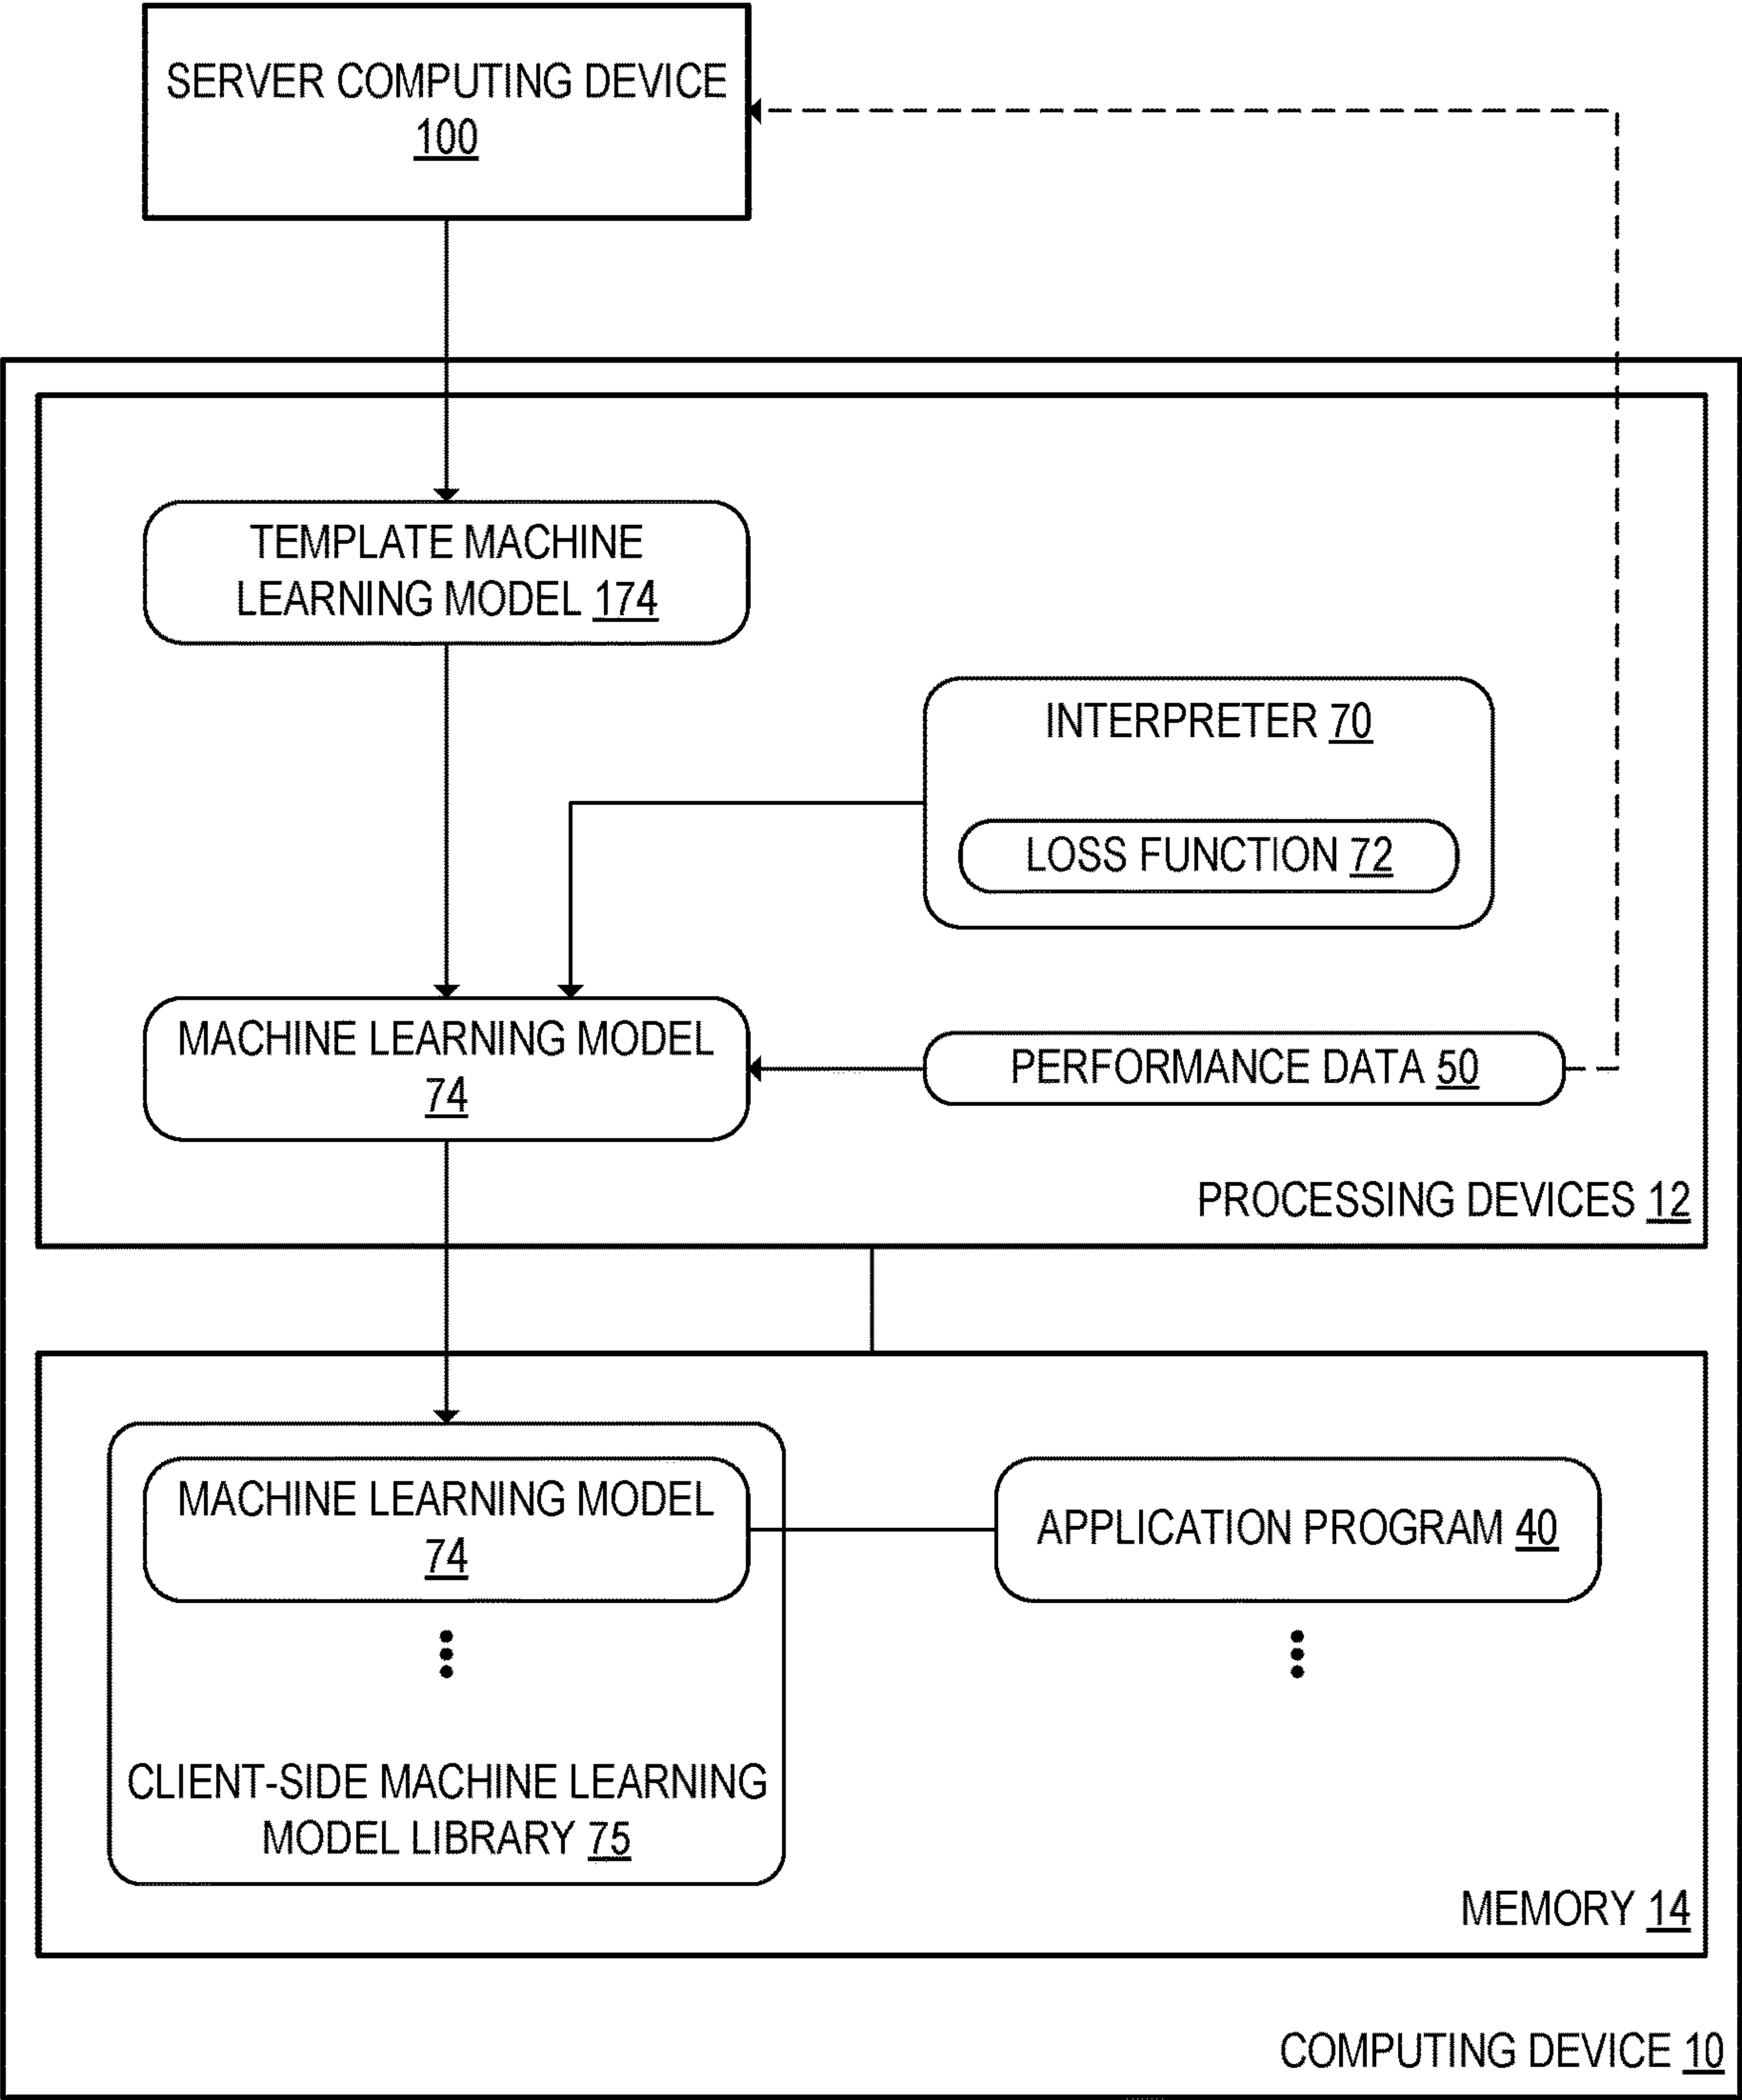 SERVER COMPUTING DEVICE
100
TEMPLATE MACHINE
LEARNING MODEL 174
INTERPRETER 70
LOSS FUNCTION 72
MACHINE LEARNING MODEL
74
PERFORMANCE DATA 50
PROCESSING DEVICES 12
MACHINE LEARNING MODEL
74
APPLICATION PROGRAM 40
CLIENT-SIDE MACHINE LEARNING
MODEL LIBRARY 75
MEMORY 14
COMPUTING DEVICE 10